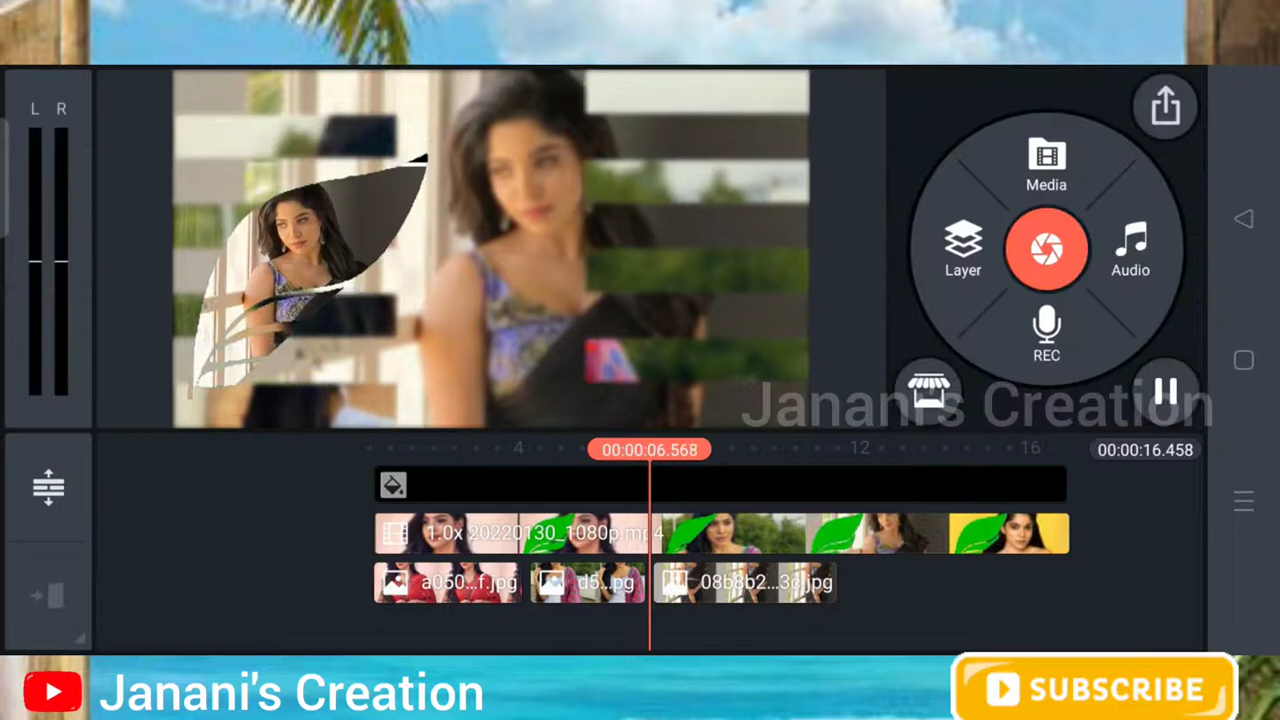 L R
Media
Layer
Audio
REC
Janani's Creation
4
00:00:06.568
12
16
00:00:16.458
1.0x 20220130_1080p.mp4
a050...f.jpg
d5...pg
08b8b2...3c.jpg
Janani's Creation
SUBSCRIBE